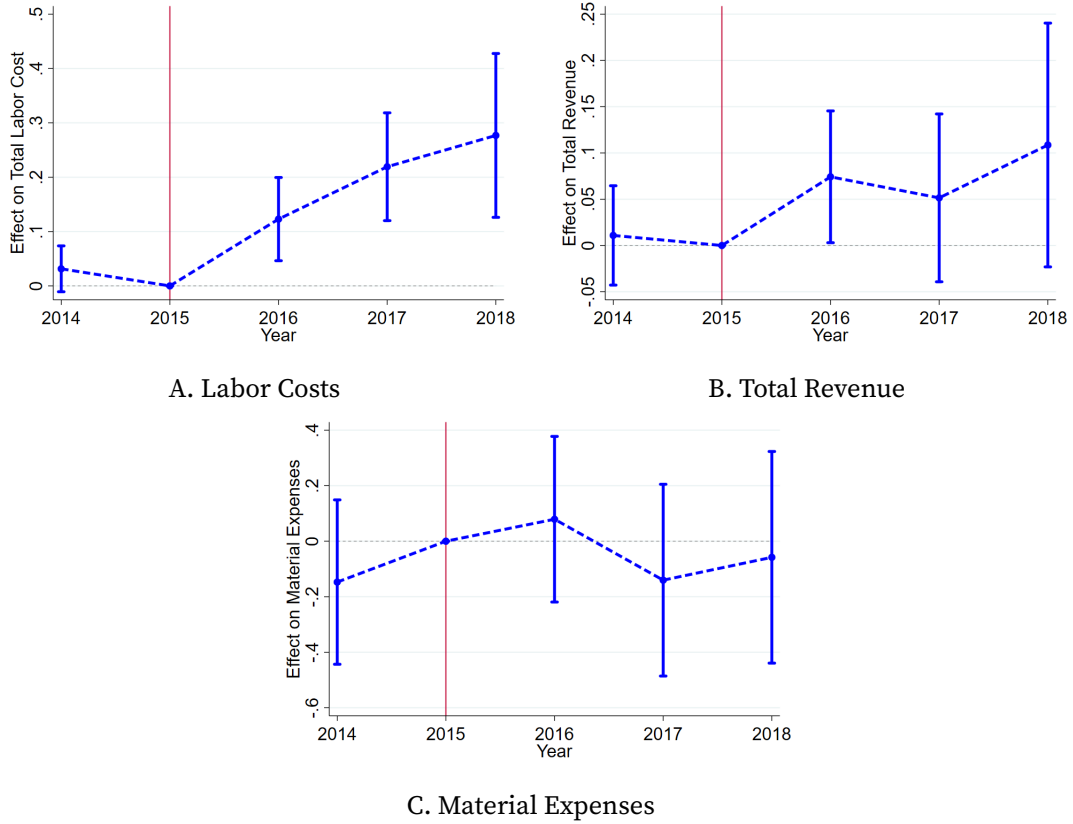 Effect on Total Labor Cost
.5
.4
.3
.2
.1
0
2014 2015 2016 2017 2018
Year
A. Labor Costs
Effect on Total Revenue
.25
.2
.15
.1
.05
0
-.05
2014 2015 2016 2017 2018
Year
B. Total Revenue
Effect on Material Expenses
.4
.2
0
-.2
-.4
-.6
2014 2015 2016 2017 2018
Year
C. Material Expenses